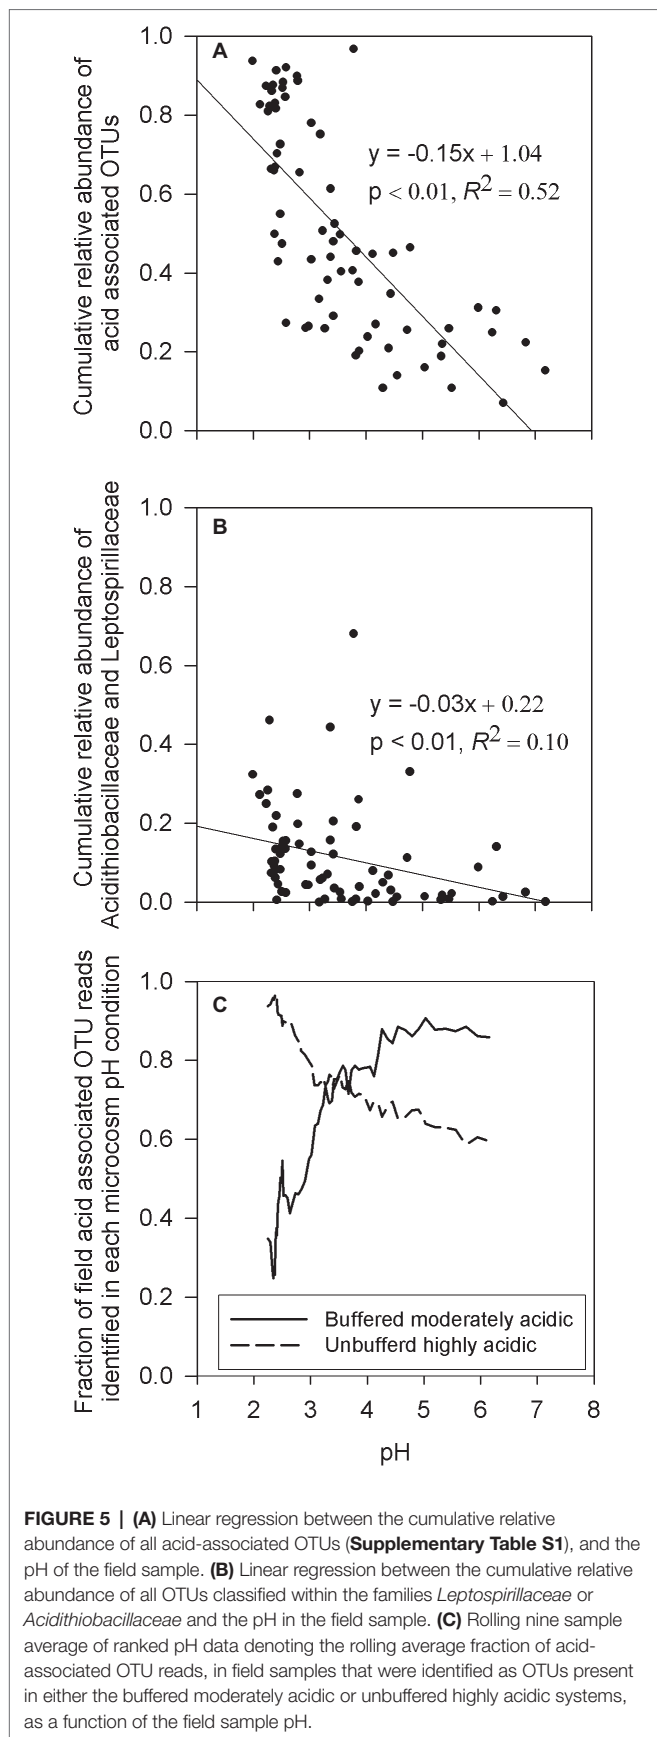 Cumulative relative abundance of
acid associated OTUs
1.0
0.8
0.6
0.4
0.2
0.0
A
y = -0.15x + 1.04
p < 0.01, R² = 0.52
Cumulative relative abundance of
Acidithiobacillaceae and Leptospirillaceae
1.0
0.8
0.6
0.4
0.2
0.0
B
y = -0.03x + 0.22
p < 0.01, R² = 0.10
Fraction of field acid associated OTU reads
identified in each microcosm pH condition
1.0
0.8
0.6
0.4
0.2
0.0
C
Buffered moderately acidic
Unbufferd highly acidic
1 2 3 4 5 6 7 8
pH
FIGURE 5 | (A) Linear regression between the cumulative relative
abundance of all acid-associated OTUs (Supplementary Table S1), and the
pH of the field sample. (B) Linear regression between the cumulative relative
abundance of all OTUs classified within the families Leptospirillaceae or
Acidithiobacillaceae and the pH in the field sample. (C) Rolling nine sample
average of ranked pH data denoting the rolling average fraction of acid-
associated OTU reads, in field samples that were identified as OTUs present
in either the buffered moderately acidic or unbuffered highly acidic systems,
as a function of the field sample pH.